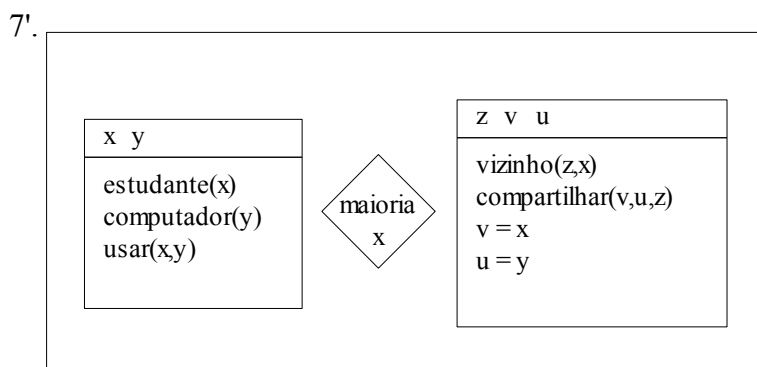 7'.
x y
estudante(x)
computador(y)
usar(x,y)
maioria
x
z v u
vizinho(z,x)
compartilhar(v,u,z)
v = x
u = y